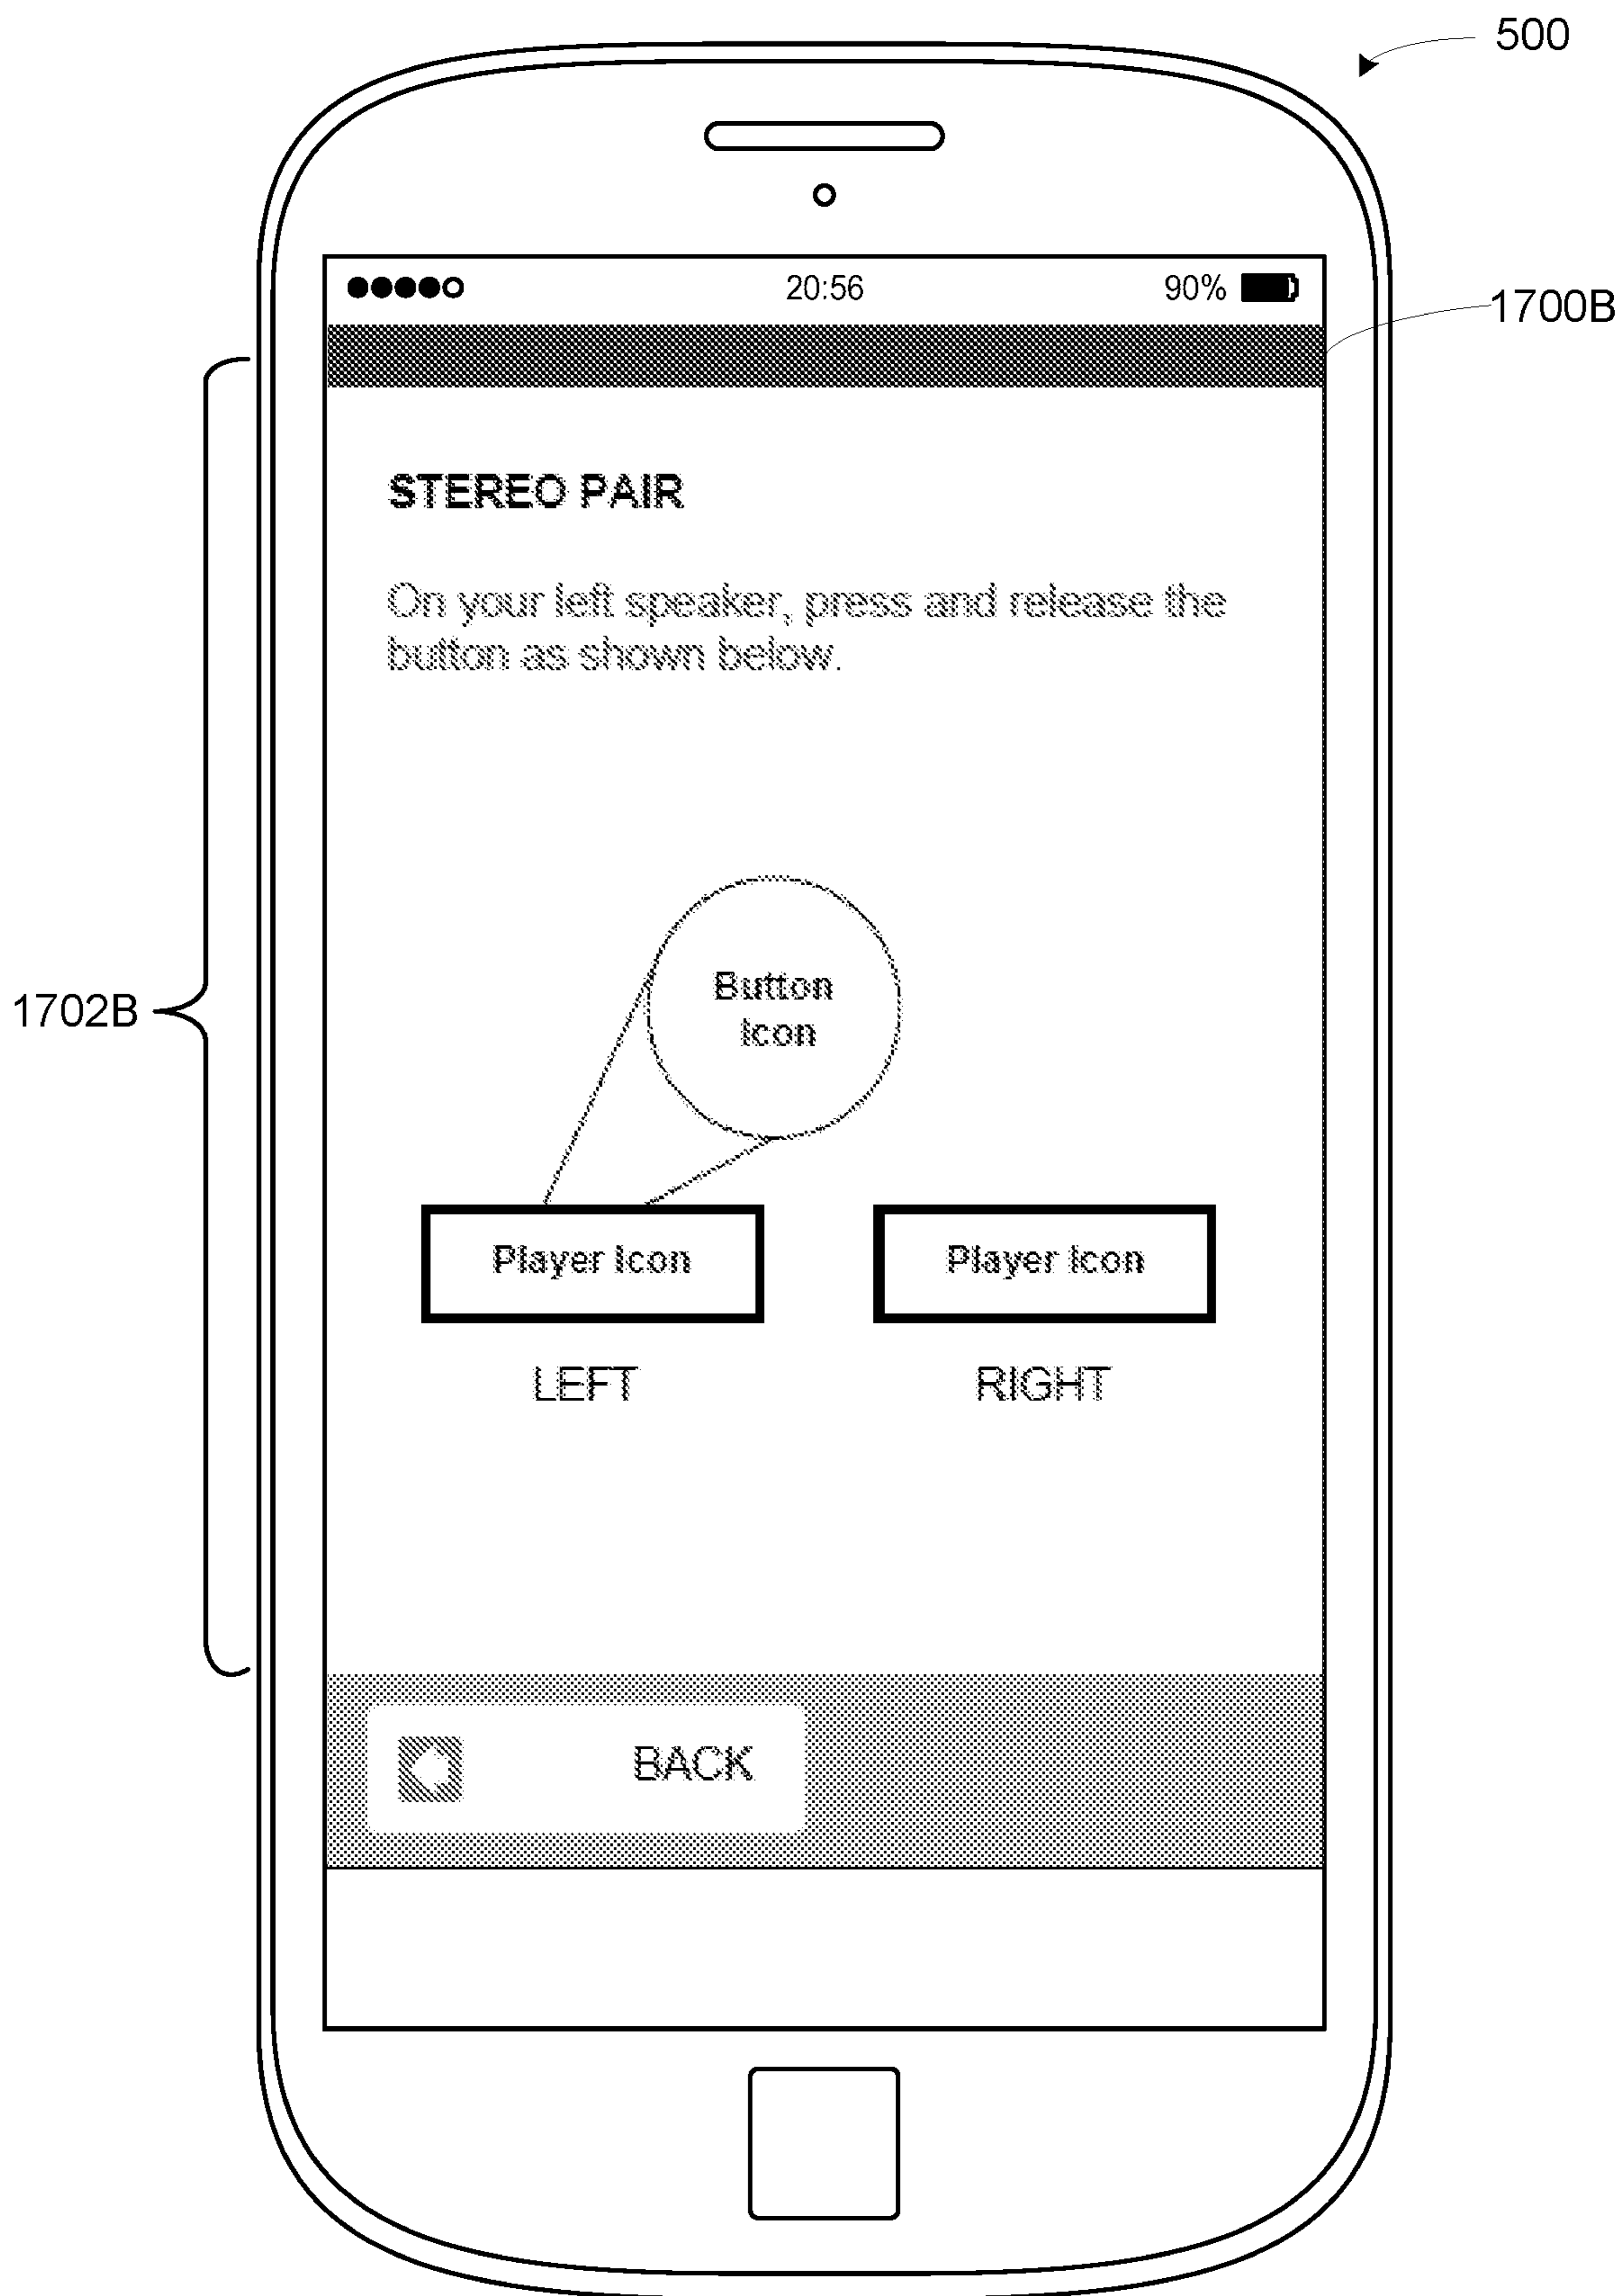 500
20:56
90%
1700B
STEREO PAIR
On your left speaker, press and release the
button as shown below.
Button
Icon
1702B
Player Icon
Player Icon
LEFT
RIGHT
BACK